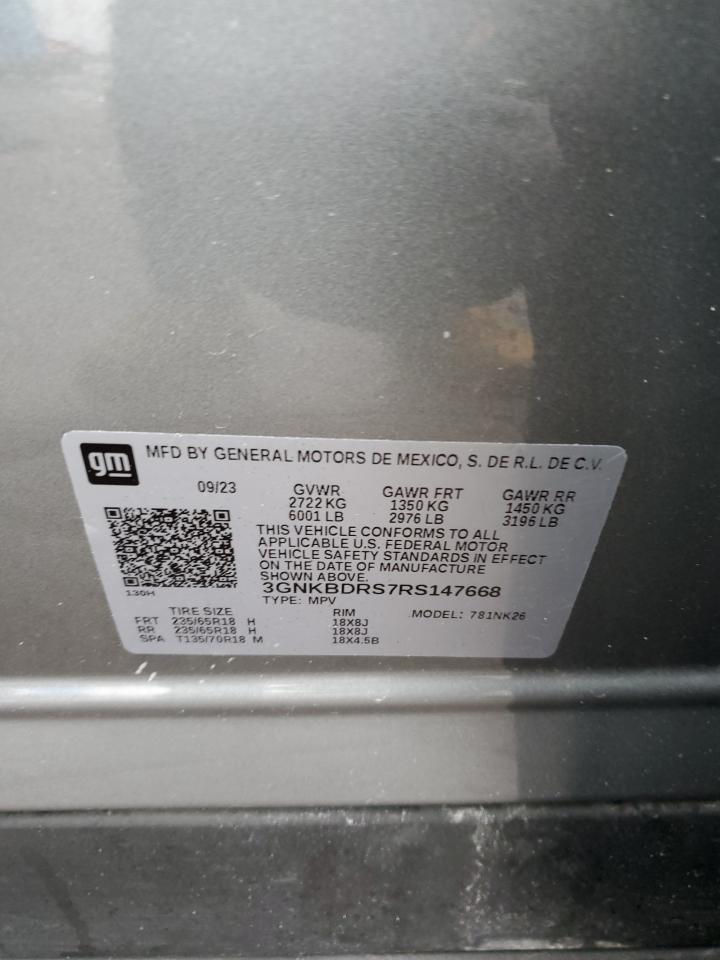 gm
MFD BY GENERAL MOTORS DE MEXICO, S. DE R.L. DE C.V.
09/23 GVWR GAWR FRT GAWR RR
2722 KG 1350 KG 1450 KG
6001 LB 2976 LB 3196 LB
THIS VEHICLE CONFORMS TO ALL
APPLICABLE U.S. FEDERAL MOTOR
VEHICLE SAFETY STANDARDS IN EFFECT
ON THE DATE OF MANUFACTURE
SHOWN ABOVE.
130H
3GNKBDRS7RS147668
TYPE: MPV MODEL: 781NK26
TIRE SIZE RIM
FRT 235/65R18 H 18X8J
RR 235/65R18 H 18X8J
SPA T135/70R18 M 18X4.5B